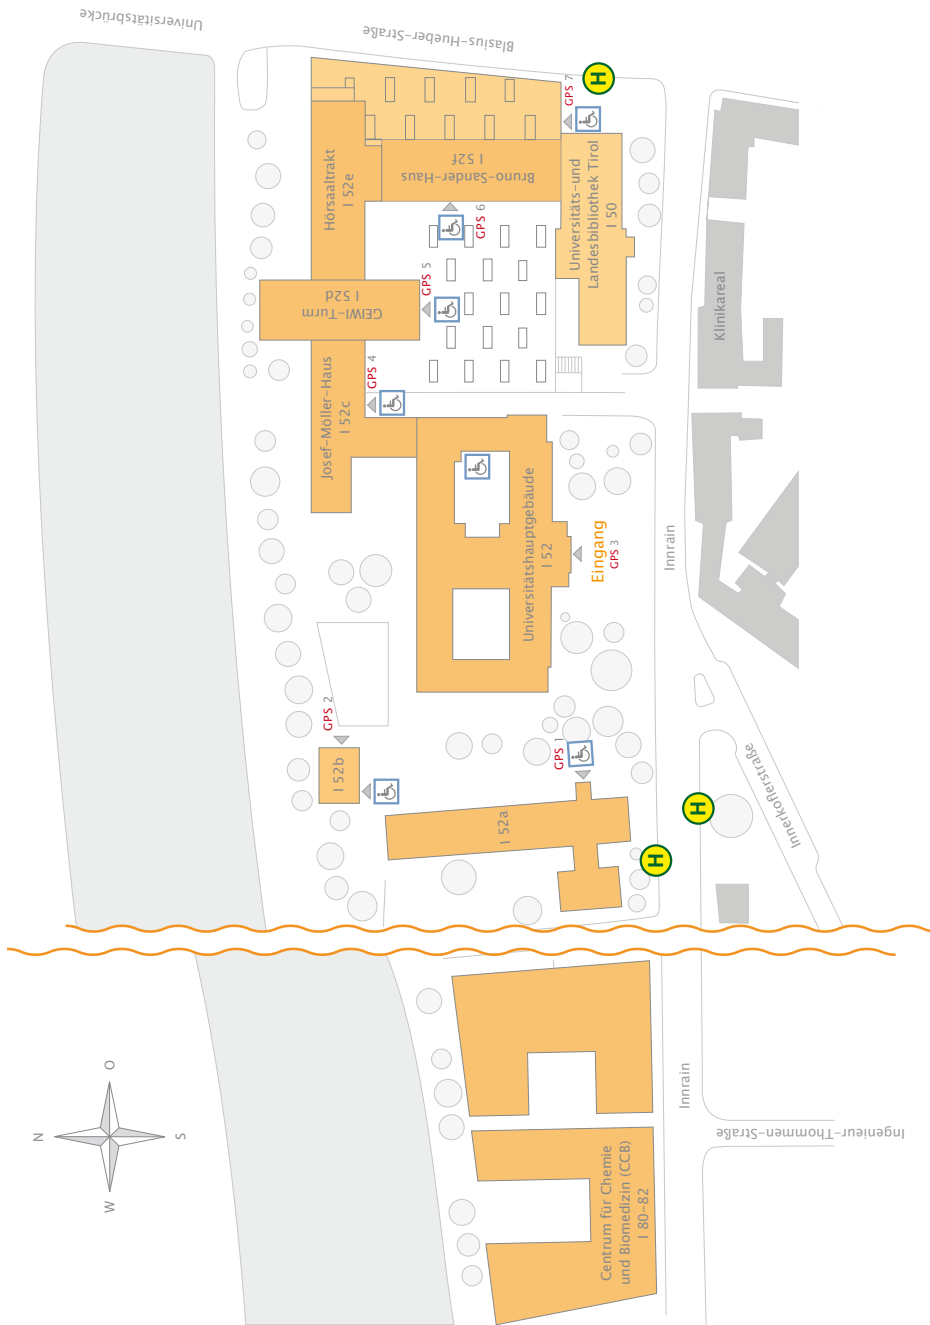 Universitätsbrücke
Blasius-Hueber-Straße
H
GPS 7
Hörsaaltrakt
I 52e
Bruno-Sander-Haus
I 52f
Universitäts-und
Landesbibliothek Tirol
I 50
GPS 6
GPS 5
GEIWI-Turm
I 52d
Klinikareal
GPS 4
Josef-Möller-Haus
I 52c
Universitätshauptgebäude
I 52
Eingang
GPS 3
Innrain
GPS 2
I 52b
GPS 1
I 52a
H
H
Innerkoflerstraße
N
O
S
W
Innrain
Ingenieur-Thommen-Straße
Centrum für Chemie
und Biomedizin (CCB)
I 80-82